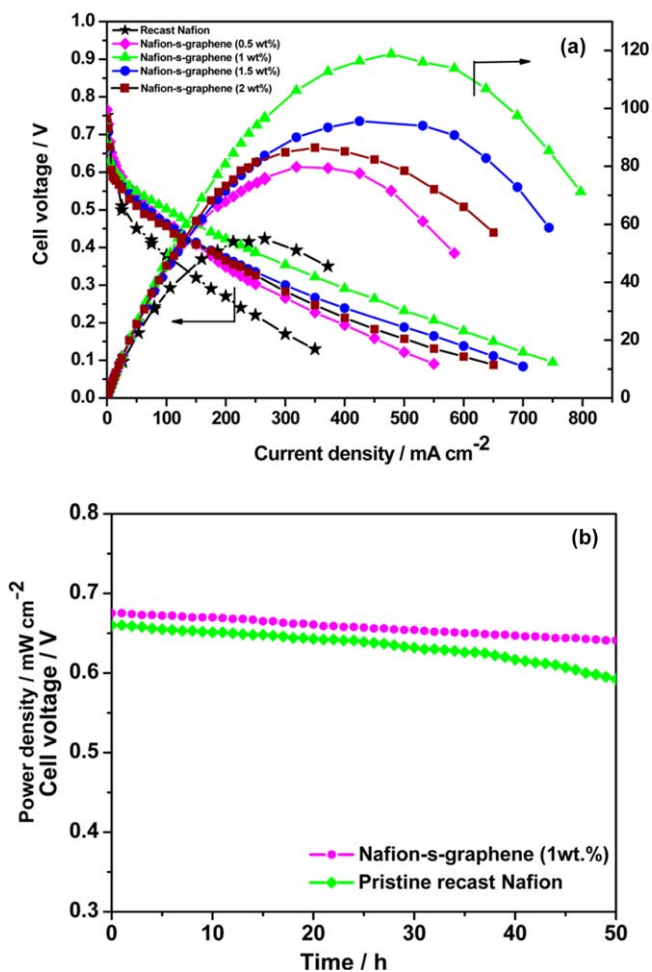 Recast Nafion
Nafion-s-graphene (0.5 wt%)
Nafion-s-graphene (1 wt%)
Nafion-s-graphene (1.5 wt%)
Nafion-s-graphene (2 wt%)
(a)
1.0
0.9
0.8
0.7
0.6
0.5
0.4
0.3
0.2
0.1
0.0
Cell voltage / V
120
100
80
60
40
20
0
0 100 200 300 400 500 600 700 800
Current density / mA cm-2
(b)
0.8
0.7
0.6
0.5
0.4
0.3
Power density / mW cm-2
Cell voltage / V
Nafion-s-graphene (1wt.%)
Pristine recast Nafion
0 10 20 30 40 50
Time / h